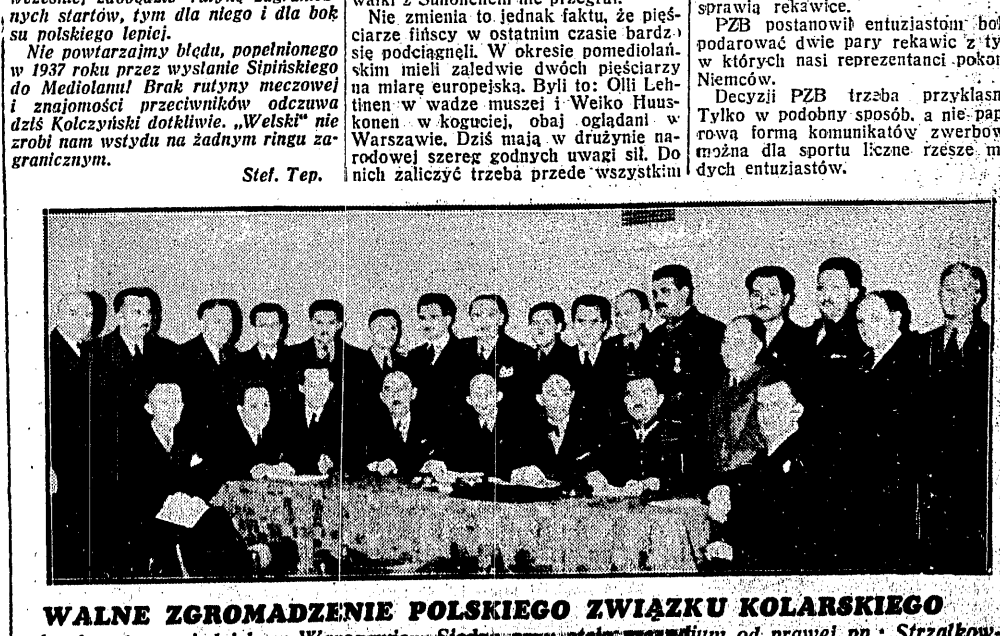 nych startów, tym dla niego i dla bok
su polskiego lepiej.
Nie powtarzajmy błędu, popełnionego
w 1937 roku przez wysłanie Sipińskiego
do Mediolanu! Brak rutyny meczowej
i znajomości przeciwników odczuwa
dziś Kolczyński dotkliwie. „Welski" nie
zrobi nam wstydu na żadnym ringu za-
granicznym.
Stef. Tep.
Nie zmienia to jednak faktu, że pięś-
ciarze fińscy w ostatnim czasie bardz
się podciągnęli. W okresie pomediolań-
skim mieli zaledwie dwóch pięściarzy
na miarę europejską. Byli to: Olli Leh-
tinen w wadze muszej i Weiko Huus-
konen w koguciej, obaj oglądani w
Warszawie. Dziś mają w drużynie na-
rodowej szereg godnych uwagi sił. Do
nich zaliczyć trzeba przede wszystkim
sprawią rękawice.
PZB postanowił entuzjastom bo
podarować dwie pary rękawic z ty
w których nasi reprezentanci poko
Niemców.
Decyzji PZB trzeba przyklasn
Tylko w podobny sposób, a nie pap
rową formą komunikatów zwerbow
można dla sportu liczne rzesze m
dych entuzjastów.
WALNE ZGROMADZENIE POLSKIEGO ZWIĄZKU KOLARSKIEGO
od prawej pp.: Strzałkow